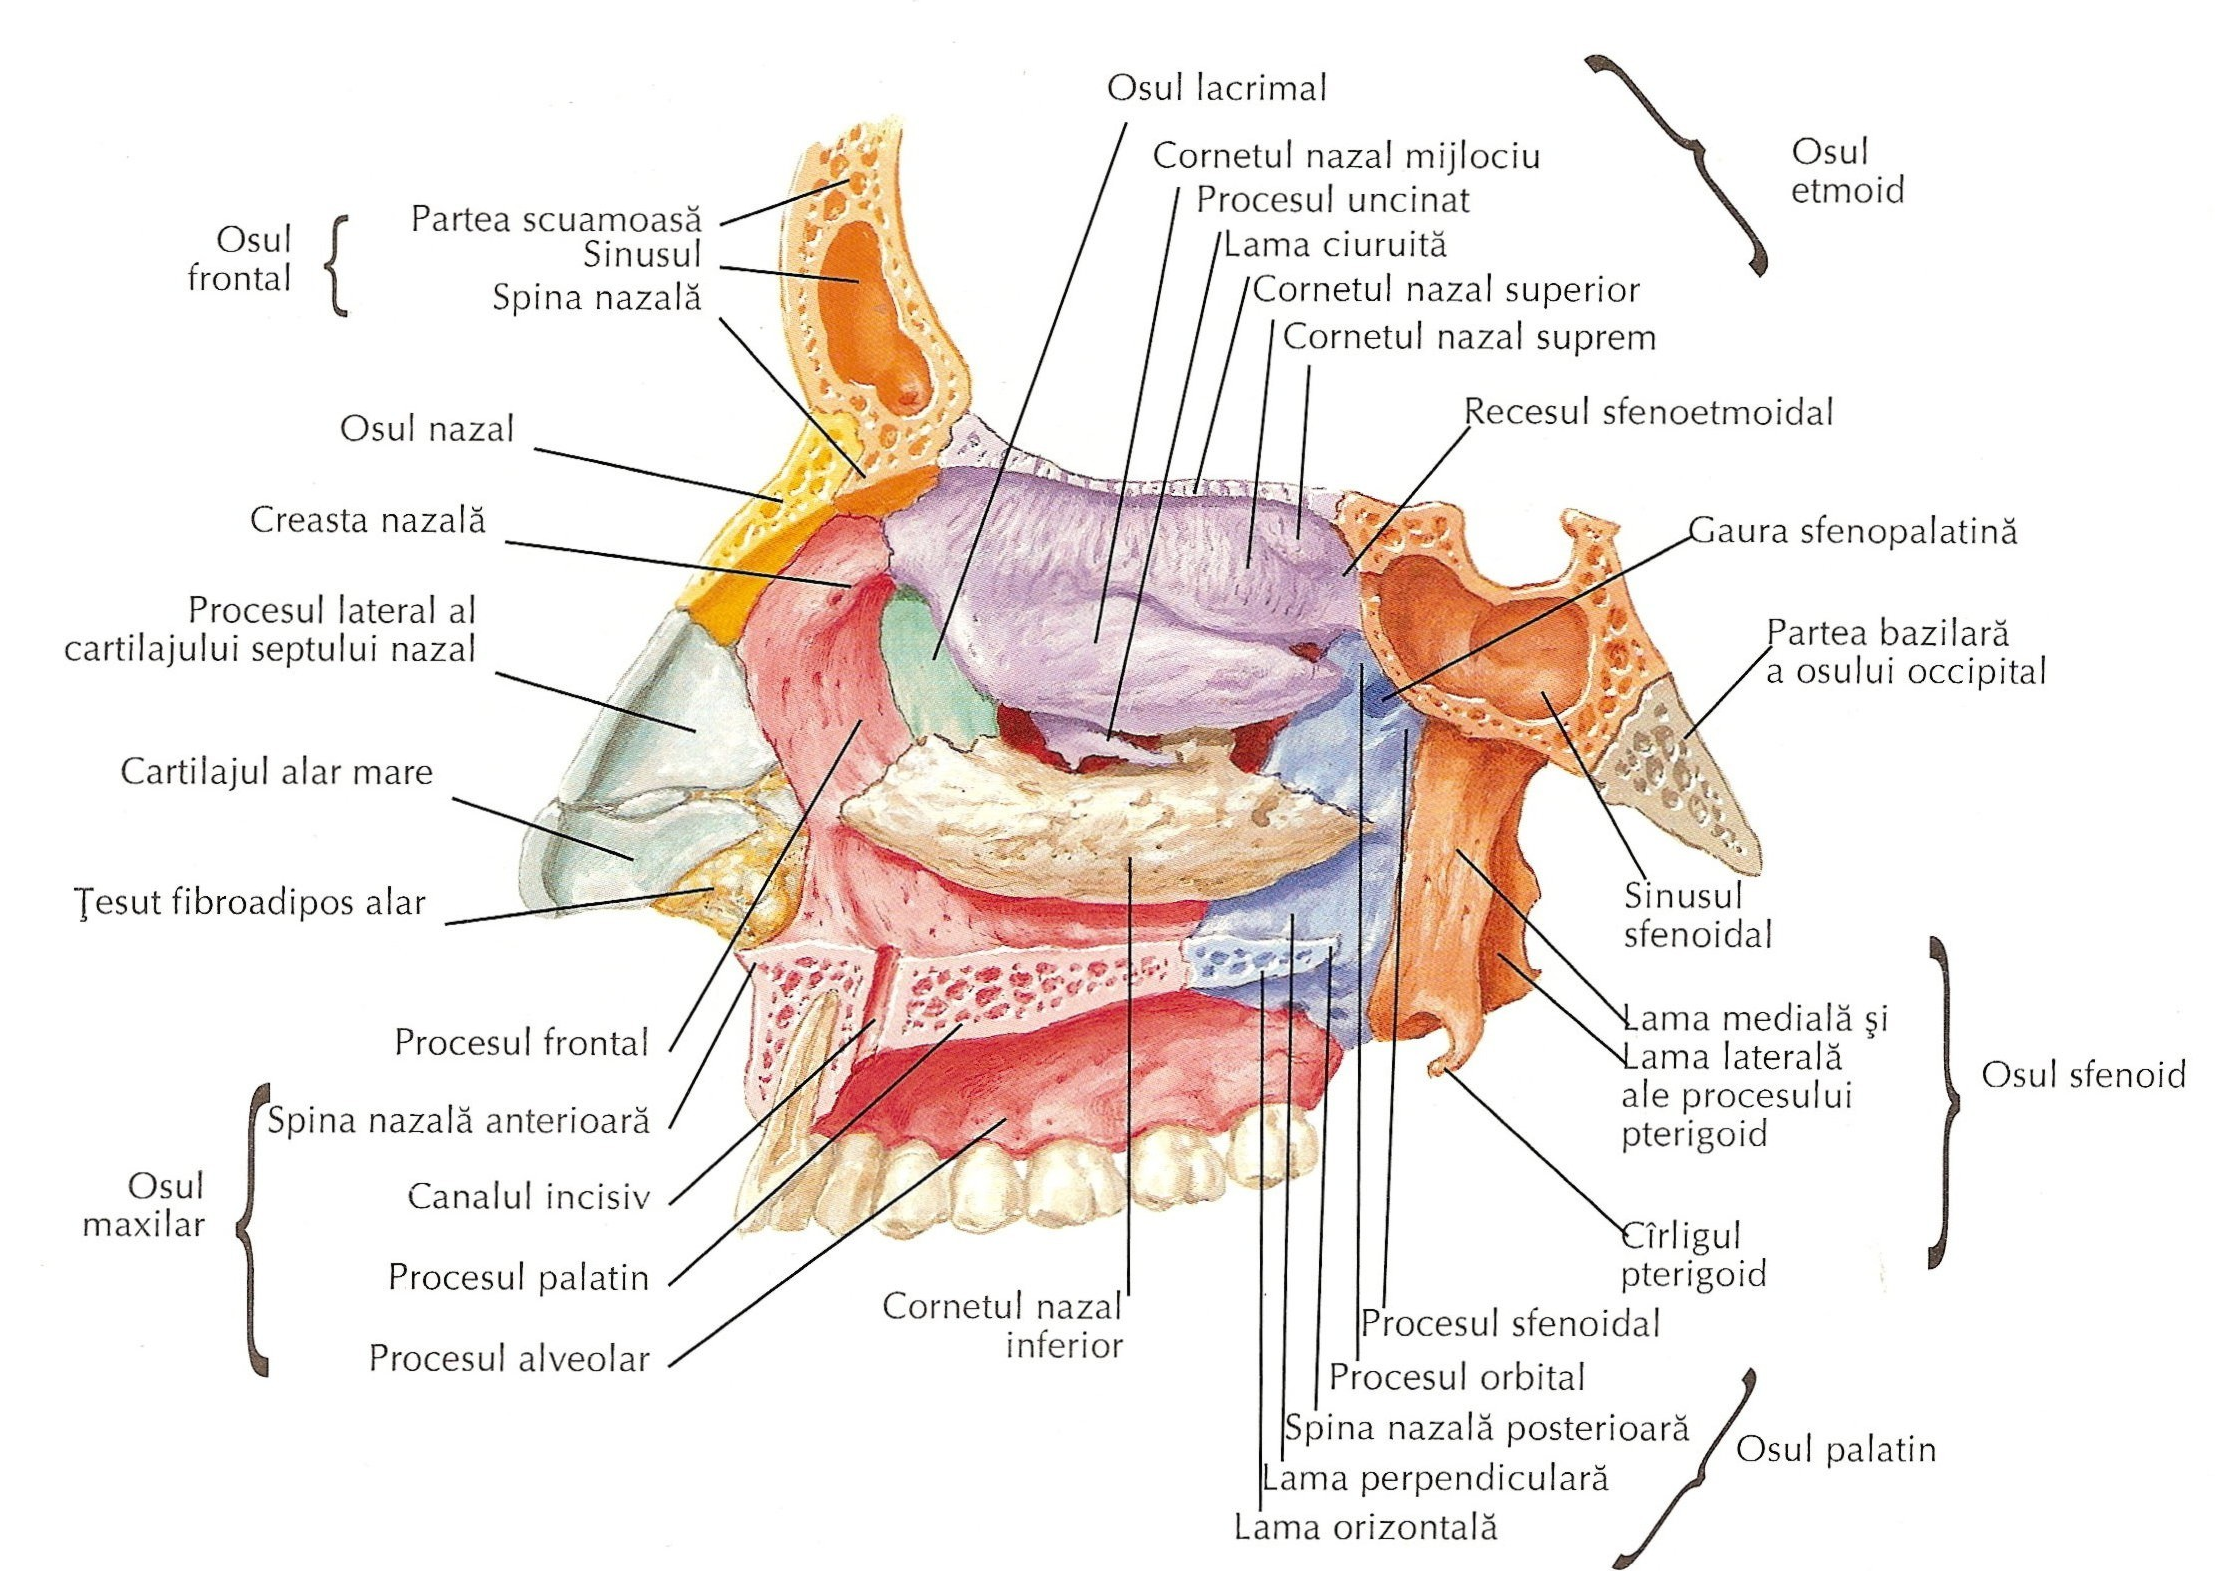 Osul lacrimal
Cornetul nazal mijlociu
Procesul uncinat
Lama ciuruită
Cornetul nazal superior
Cornetul nazal suprem
Osul
etmoid
Recesul sfenoetmoidal
Gaura sfenopalatină
Partea bazilară
a osului occipital
Sinusul
sfenoidal
Lama medială şi
Lama laterală
ale procesului
pterigoid
Cîrligul
pterigoid
Osul sfenoid
Procesul sfenoidal
Procesul orbital
Spina nazală posterioară
Lama perpendiculară
Lama orizontală
Osul palatin
Cornetul nazal
inferior
Osul
frontal
Partea scuamoasă
Sinusul
Spina nazală
Osul nazal
Creasta nazală
Procesul lateral al
cartilajului septului nazal
Cartilajul alar mare
Ţesut fibroadipos alar
Procesul frontal
Spina nazală anterioară
Canalul incisiv
Procesul palatin
Procesul alveolar
Osul
maxilar